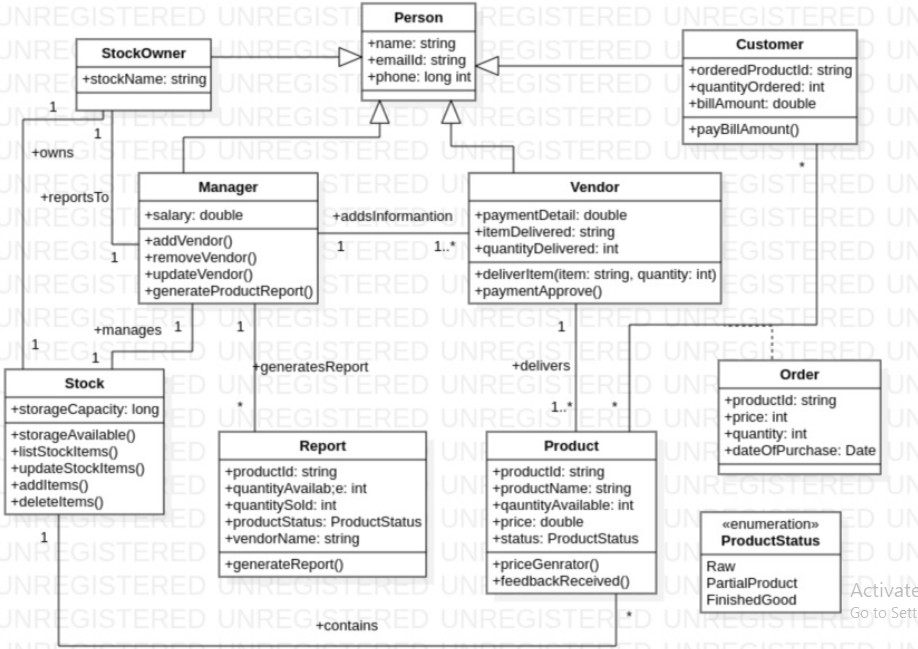 Person
+name: string
+emailId: string
+phone: long int
StockOwner
+stockName: string
Customer
+orderedProductId: string
+quantityOrdered: int
+billAmount: double
+payBillAmount()
1
1
+owns
+reportsTo
1
*
Manager
+salary: double
+addVendor()
+removeVendor()
+updateVendor()
+generateProductReport()
+addsInformantion
1
1..*
Vendor
+paymentDetail: double
+itemDelivered: string
+quantityDelivered: int
+deliverItem(item: string, quantity: int)
+paymentApprove()
+manages
1
1
1
1
+generatesReport
*
1
+delivers
1..*
*
Stock
+storageCapacity: long
+storageAvailable()
+listStockItems()
+updateStockItems()
+addItems()
+deleteItems()
1
Report
+productId: string
+quantityAvailab;e: int
+quantitySold: int
+productStatus: ProductStatus
+vendorName: string
+generateReport()
Product
+productId: string
+productName: string
+qauntityAvailable: int
+price: double
+status: ProductStatus
+priceGenrator()
+feedbackReceived()
*
+contains
Order
+productId: string
+price: int
+quantity: int
+dateOfPurchase: Date
«enumeration»
ProductStatus
Raw
PartialProduct
FinishedGood
Activate
Go to Sett
UNREGISTERED